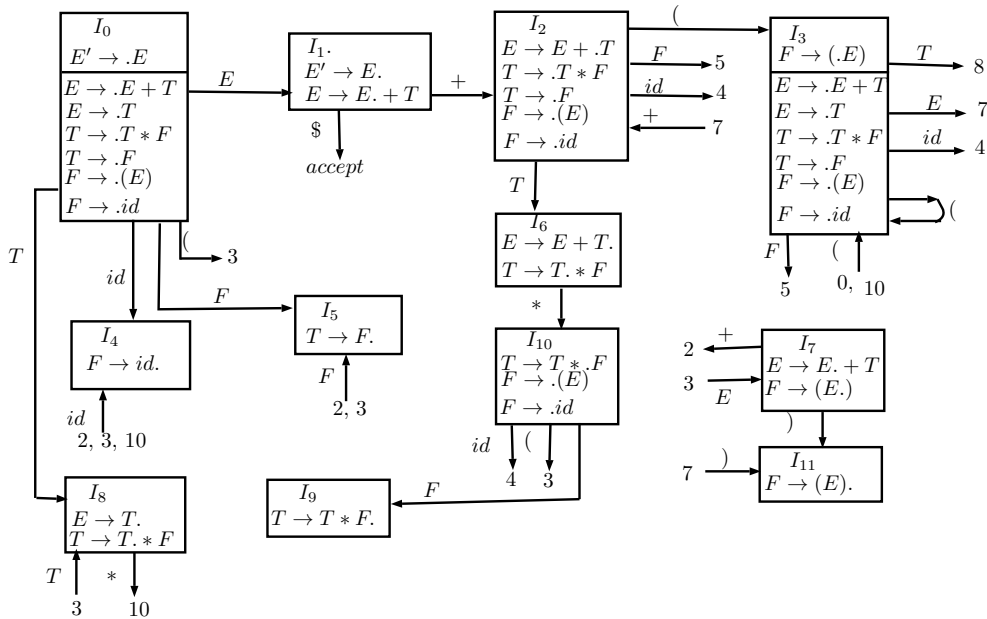 I₀
E′ → .E
E → .E + T
E → .T
T → .T * F
T → .F
F → .(E)
F → .id
E
I₁.
E′ → E.
E → E. + T
$
accept
+
I₂
E → E + .T
T → .T * F
T → .F
F → .(E)
F → .id
(
F
5
id
4
+
7
I₃
F → (.E)
E → .E + T
E → .T
T → .T * F
T → .F
F → .(E)
F → .id
T
8
E
7
id
4
(
F
5
(
0, 10
T
id
F
(
3
T
I₆
E → E + T.
T → T. * F
*
I₄
F → id.
id
2, 3, 10
I₅
T → F.
F
2, 3
I₁₀
T → T * .F
F → .(E)
F → .id
id
4
(
3
F
+
2
3
E
I₇
E → E. + T
F → (E.)
)
7
)
I₁₁
F → (E).
I₈
E → T.
T → T. * F
T
3
*
10
I₉
T → T * F.